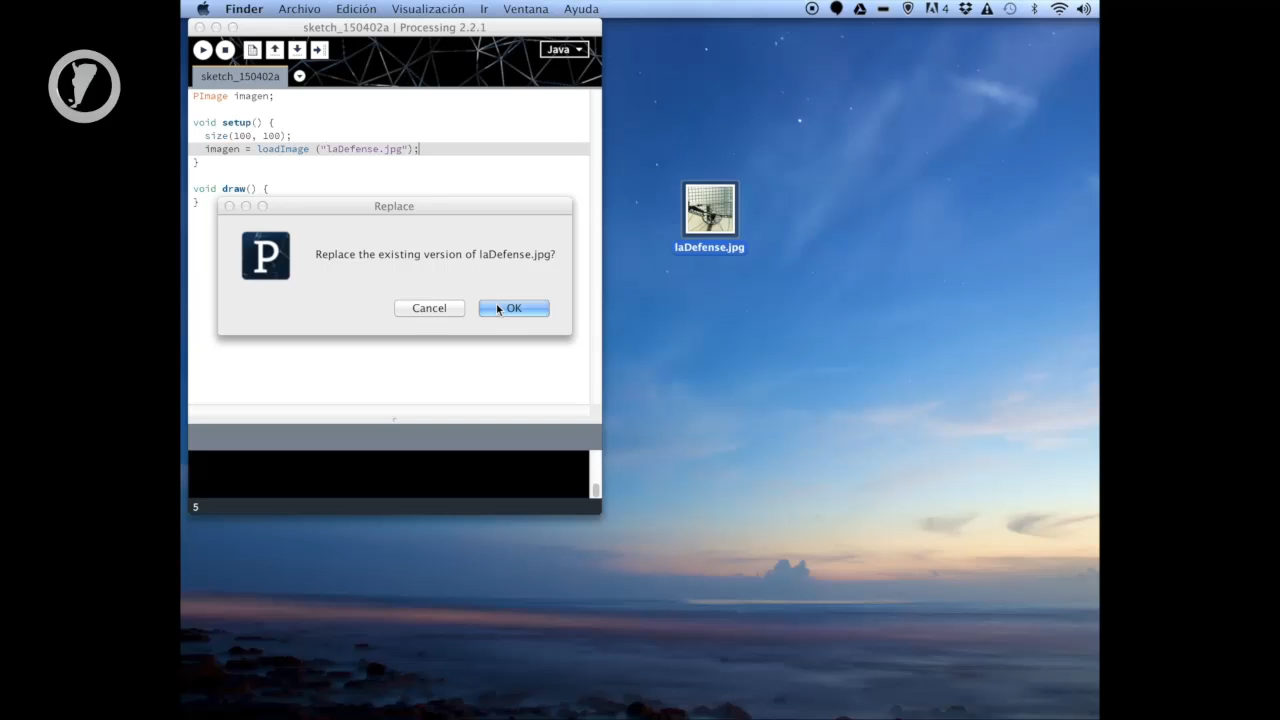 Finder Archivo Edición Visualización Ir Ventana Ayuda 4
sketch_150402a | Processing 2.2.1
Java
sketch_150402a
PImage imagen;
void setup() {
size(100, 100);
imagen = loadImage ("laDefense.jpg");
}
void draw() {
}
Replace
P
Replace the existing version of laDefense.jpg?
Cancel OK
5
laDefense.jpg